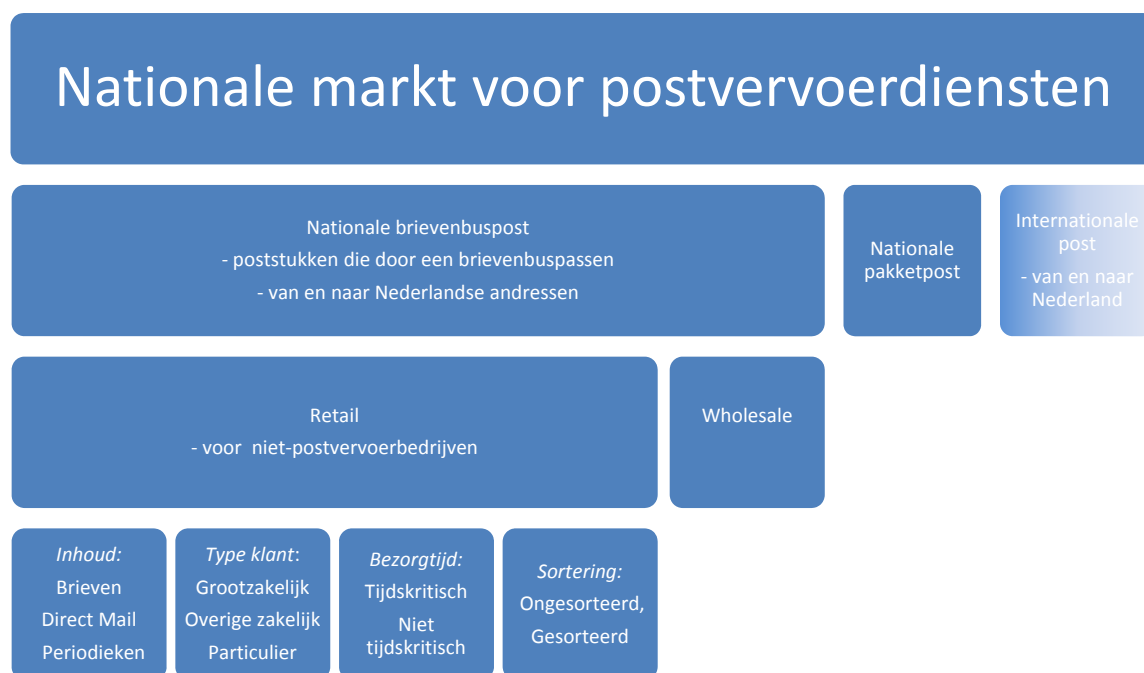 Nationale markt voor postvervoerdiensten
Nationale brievenbuspost
- poststukken die door een brievenbuspassen
- van en naar Nederlandse andressen
Nationale
pakketpost
Internationale
post
- van en naar
Nederland
Retail
- voor niet-postvervoerbedrijven
Wholesale
Inhoud:
Brieven
Direct Mail
Periodieken
Type klant:
Grootzakelijk
Overige zakelijk
Particulier
Bezorgtijd:
Tijdskritisch
Niet
tijdskritisch
Sortering:
Ongesorteerd,
Gesorteerd